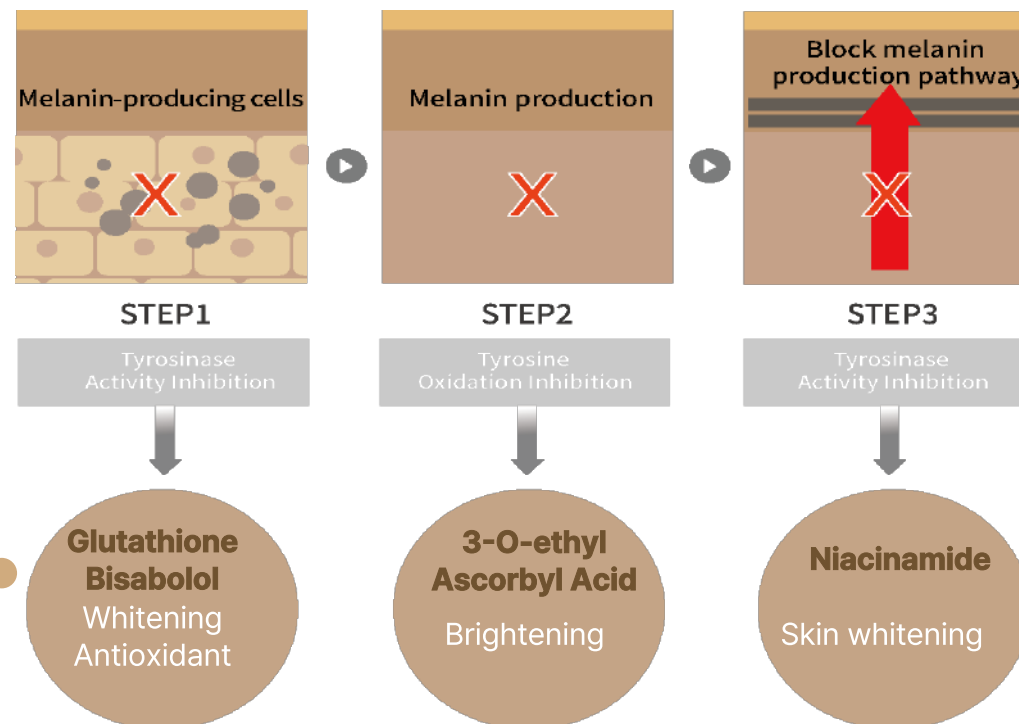 Melanin-producing cells
Melanin production
Block melanin
production pathway
STEP1
STEP2
STEP3
Tyrosinase
Activity Inhibition
Tyrosine
Oxidation Inhibition
Tyrosinase
Activity Inhibition
Glutathione
Bisabolol
Whitening
Antioxidant
3-O-ethyl
Ascorbyl Acid
Brightening
Niacinamide
Skin whitening